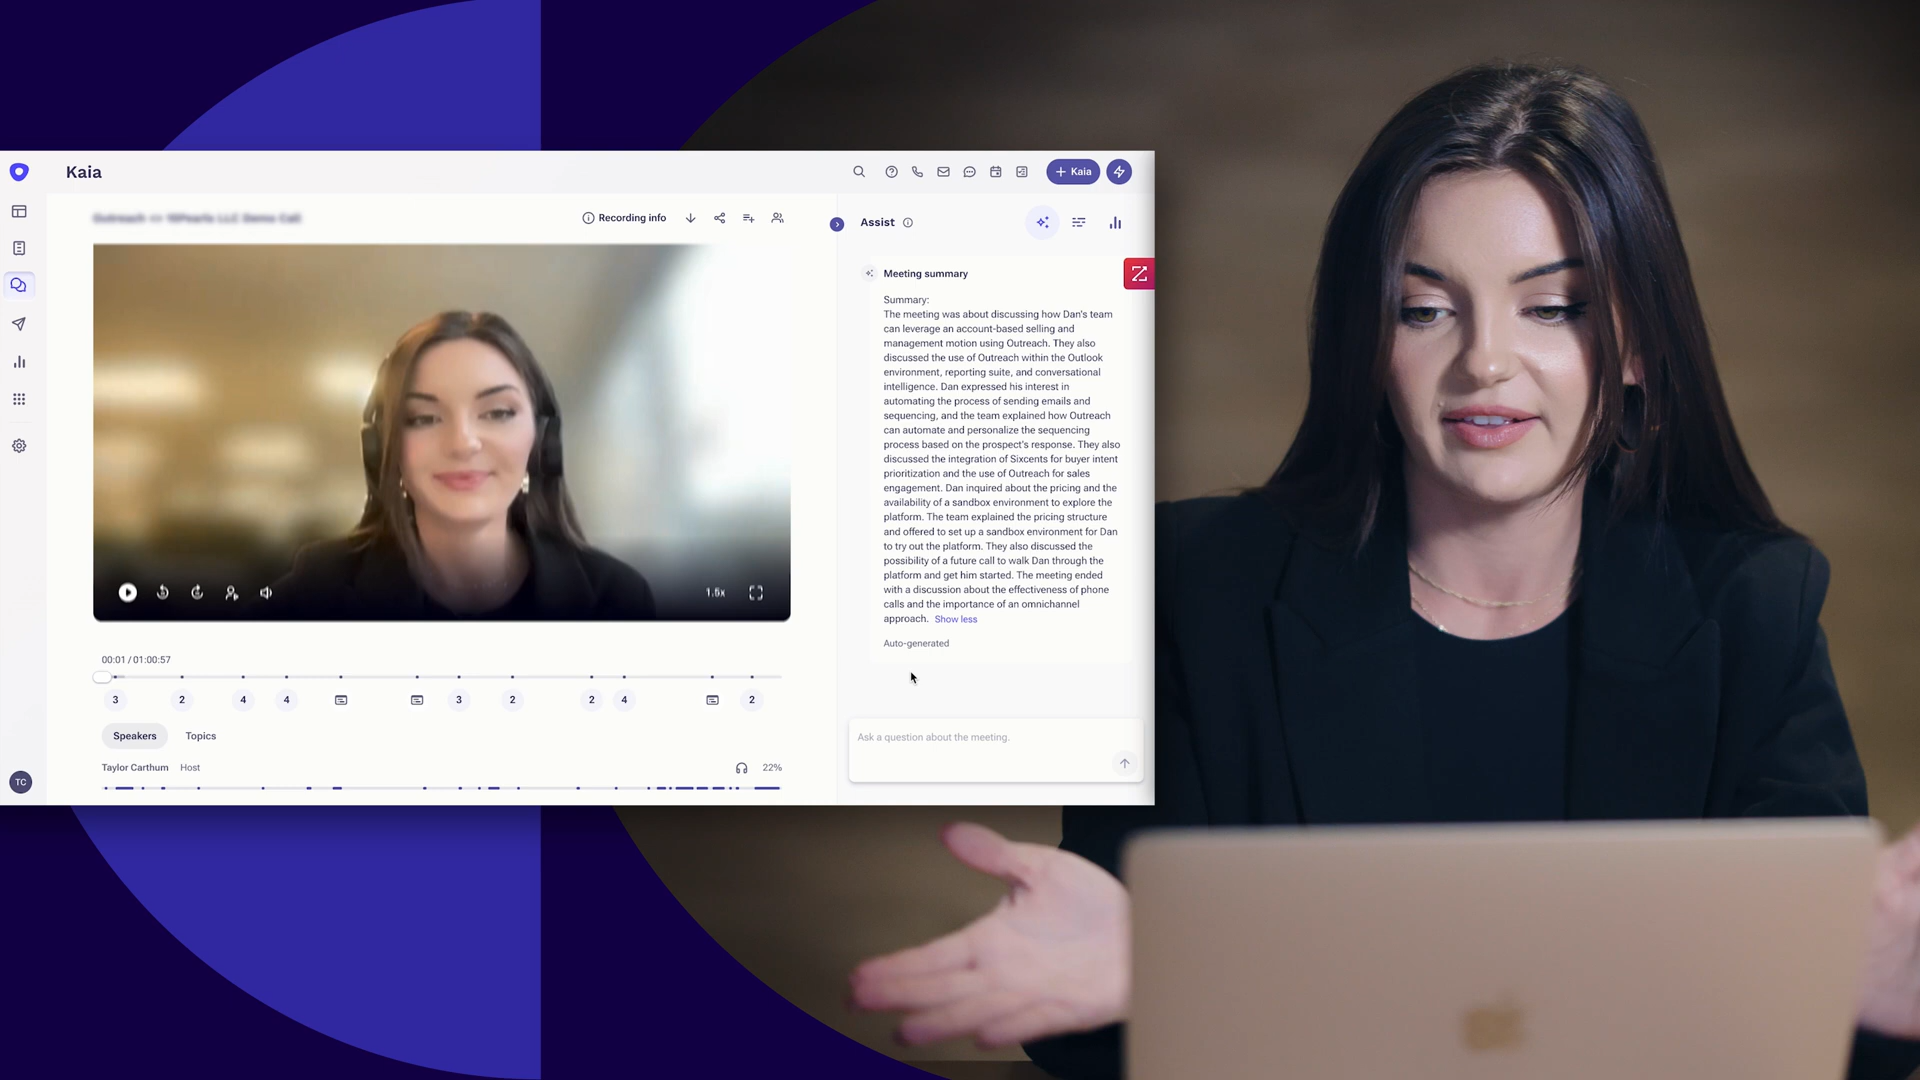 Kaia
+ Kaia
Outreach <> 10Pearls LLC Demo Call
Recording info
Assist
Meeting summary
Summary:
The meeting was about discussing how Dan's team
can leverage an account-based selling and
management motion using Outreach. They also
discussed the use of Outreach within the Outlook
environment, reporting suite, and conversational
intelligence. Dan expressed his interest in
automating the process of sending emails and
sequencing, and the team explained how Outreach
can automate and personalize the sequencing
process based on the prospect's response. They also
discussed the integration of Sixcents for buyer intent
prioritization and the use of Outreach for sales
engagement. Dan inquired about the pricing and the
availability of a sandbox environment to explore the
platform. The team explained the pricing structure
and offered to set up a sandbox environment for Dan
to try out the platform. They also discussed the
possibility of a future call to walk Dan through the
platform and get him started. The meeting ended
with a discussion about the effectiveness of phone
calls and the importance of an omnichannel
approach. Show less
Auto-generated
1.5x
00:01 / 01:00:57
3 2 4 4 3 2 2 4 2
Speakers Topics
Taylor Carthum Host 22%
Ask a question about the meeting.
TC